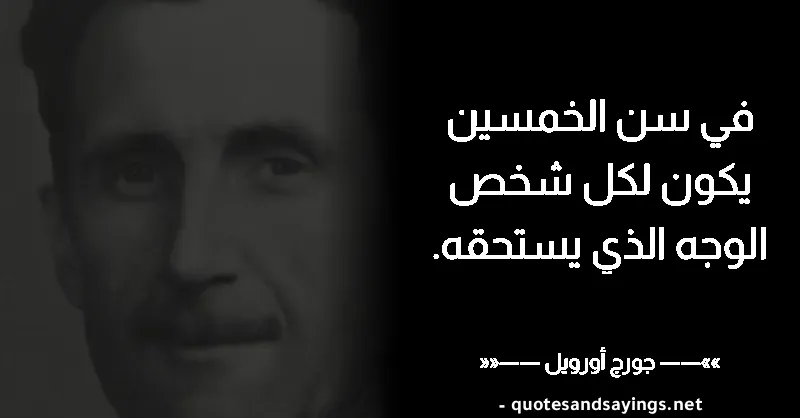 في سن الخمسين
يكون لكل شخص
الوجه الذي يستحقه.
»»—— جورج أورويل ——««
- quotesandsayings.net